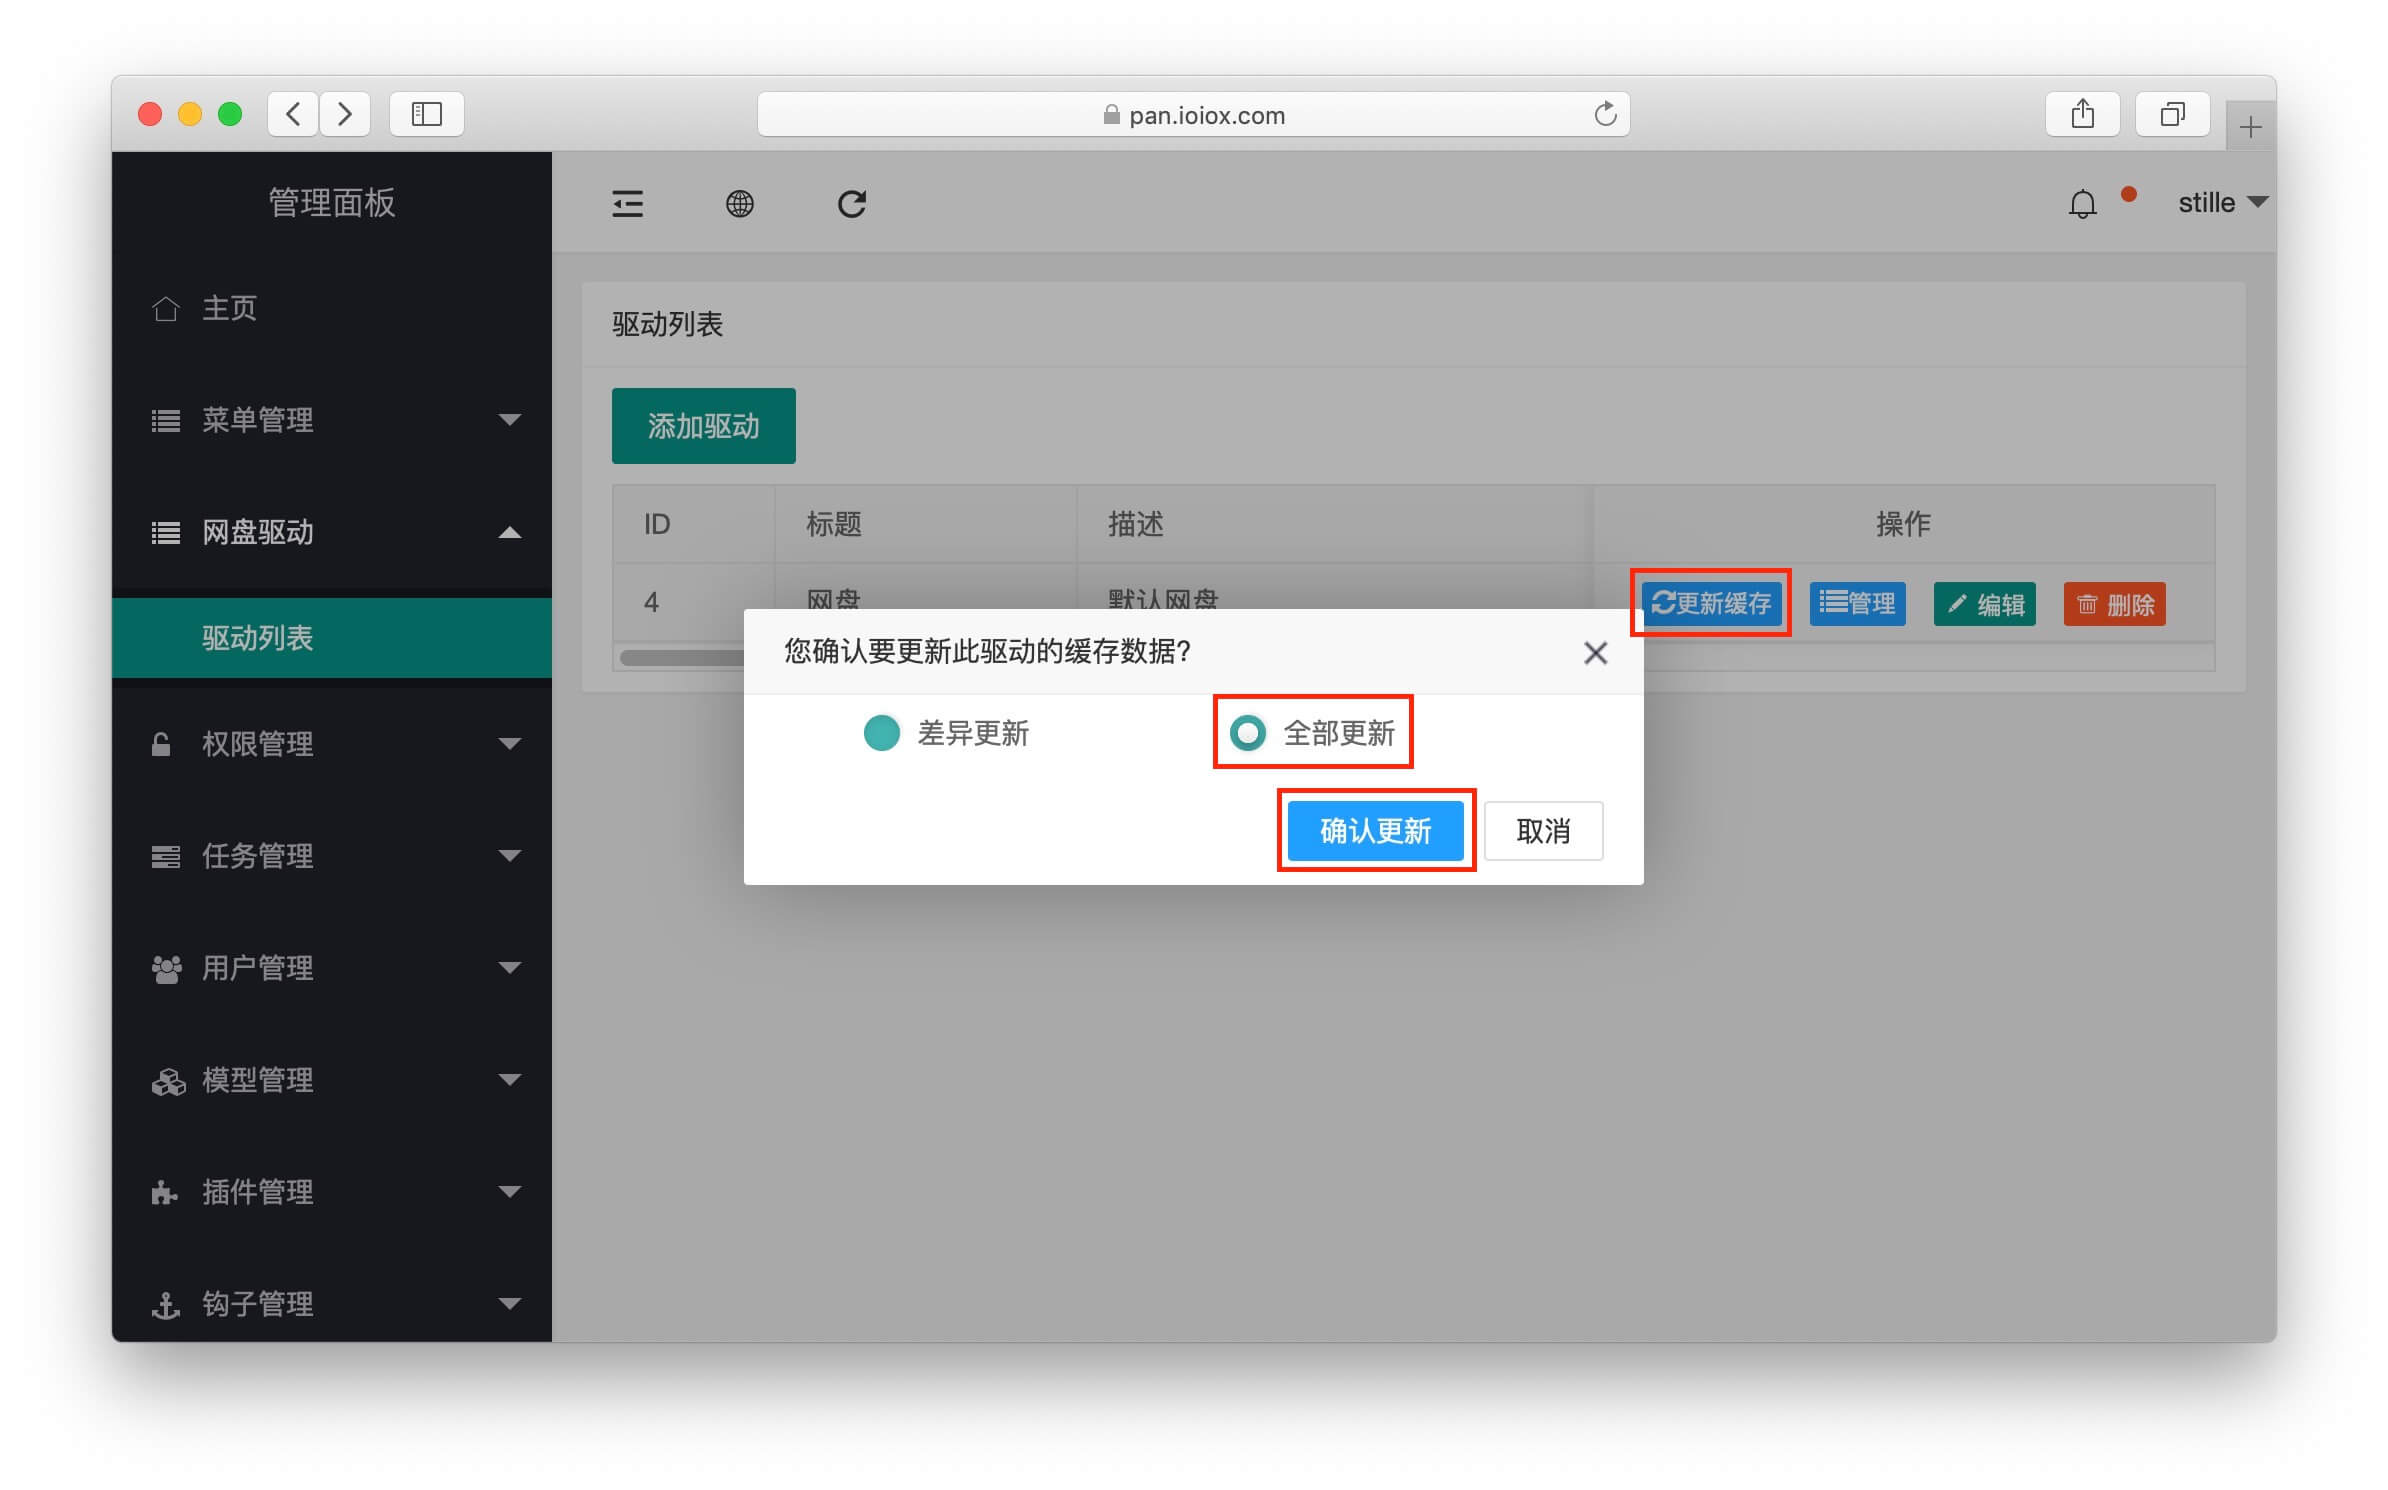 pan.ioiox.com
管理面板
stille
主页
菜单管理
网盘驱动
驱动列表
权限管理
任务管理
用户管理
模型管理
插件管理
钩子管理
驱动列表
添加驱动
ID 标题 描述 操作
4 网盘 默认网盘 更新缓存 管理 编辑 删除
您确认要更新此驱动的缓存数据?
差异更新 全部更新
确认更新 取消